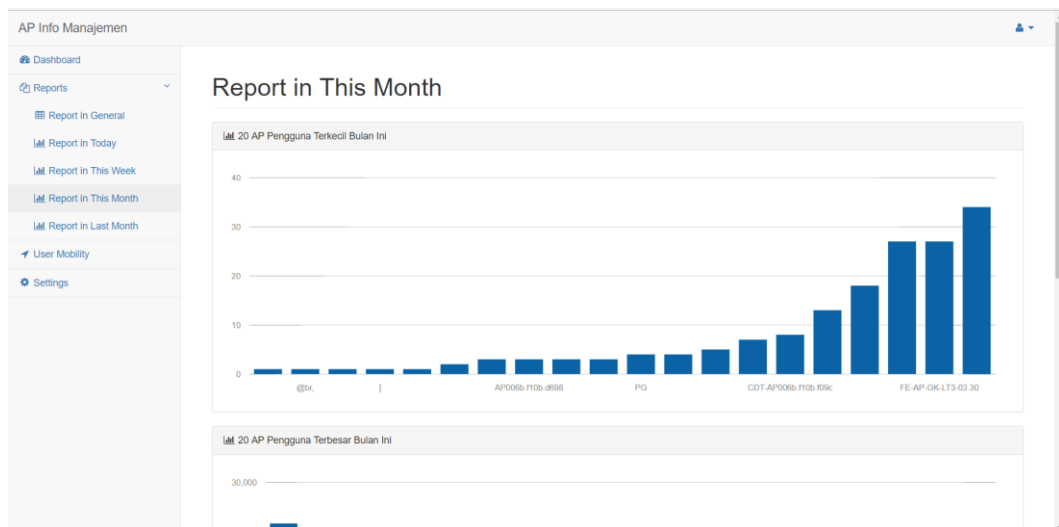 AP Info Manajemen
Dashboard
Reports
Report in General
Report in Today
Report in This Week
Report in This Month
Report in Last Month
User Mobility
Settings
Report in This Month
20 AP Pengguna Terkecil Bulan Ini
40
30
20
10
0
@br, ] AP006b.f10b.d698 PG CDT-AP006b.f10b.f09c FE-AP-GK-LT3-03.30
20 AP Pengguna Terbesar Bulan Ini
30,000